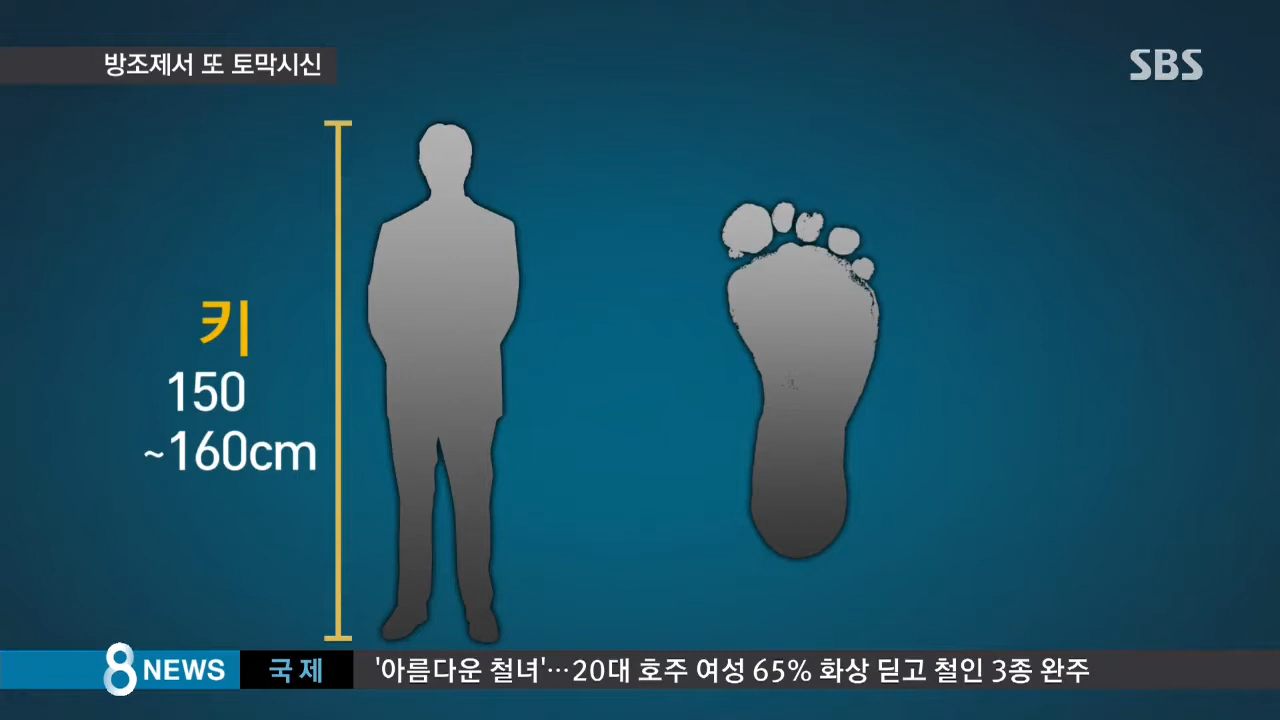 방조제서 또 토막시신
SBS
키
150
~160cm
8 NEWS
국 제
'아름다운 철녀'…20대 호주 여성 65% 화상 딛고 철인 3종 완주